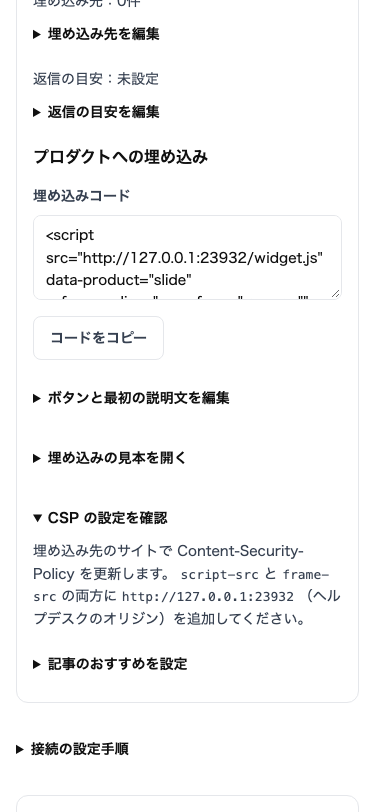 埋め込み先：0件
▶ 埋め込み先を編集
返信の目安：未設定
▶ 返信の目安を編集
プロダクトへの埋め込み
埋め込みコード
<script
src="http://127.0.0.1:23932/widget.js"
data-product="slide"
コードをコピー
▶ ボタンと最初の説明文を編集
▶ 埋め込みの見本を開く
▼ CSP の設定を確認
埋め込み先のサイトで Content-Security-
Policy を更新します。 script-src と frame-
src の両方に http://127.0.0.1:23932 （ヘル
プデスクのオリジン）を追加してください。
▶ 記事のおすすめを設定
▶ 接続の設定手順